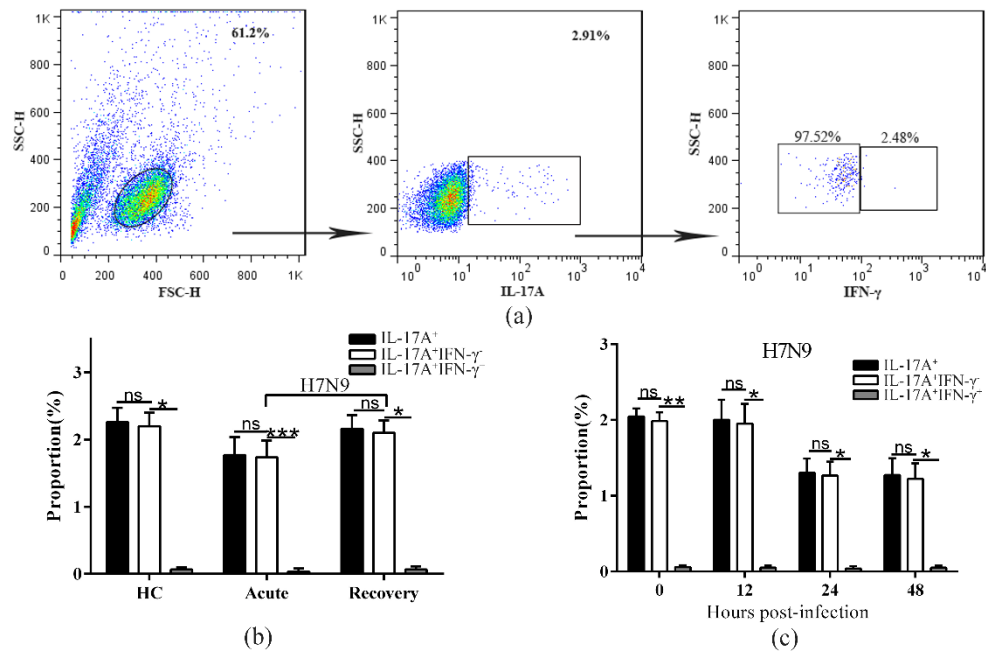 1K
800
600
400
200
0
SSC-H
61.2%
0 200 400 600 800 1K
FSC-H
1K
800
600
400
200
0
SSC-H
2.91%
10⁰ 10¹ 10² 10³ 10⁴
IL-17A
1K
800
600
400
200
0
SSC-H
97.52% 2.48%
10⁰ 10¹ 10² 10³ 10⁴
IFN-γ
(a)
IL-17A⁺
IL-17A⁺IFN-γ⁻
IL-17A⁺IFN-γ⁺
H7N9
3
2
1
0
Proportion(%)
ns * ns *** ns *
HC Acute Recovery
(b)
H7N9
IL-17A⁺
IL-17A⁺IFN-γ⁻
IL-17A⁺IFN-γ⁺
3
2
1
0
Proportion(%)
ns ** ns * ns * ns *
0 12 24 48
Hours post-infection
(c)